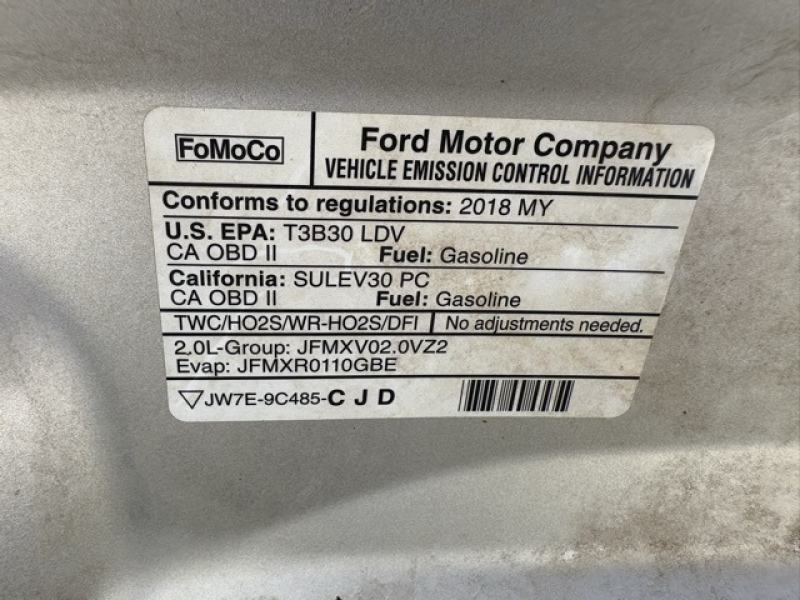 FoMoCo
Ford Motor Company
VEHICLE EMISSION CONTROL INFORMATION
Conforms to regulations: 2018 MY
U.S. EPA: T3B30 LDV
CA OBD II Fuel: Gasoline
California: SULEV30 PC
CA OBD II Fuel: Gasoline
TWC/HO2S/WR-HO2S/DFI No adjustments needed.
2.0L-Group: JFMXV02.0VZ2
Evap: JFMXR0110GBE
JW7E-9C485-C J D